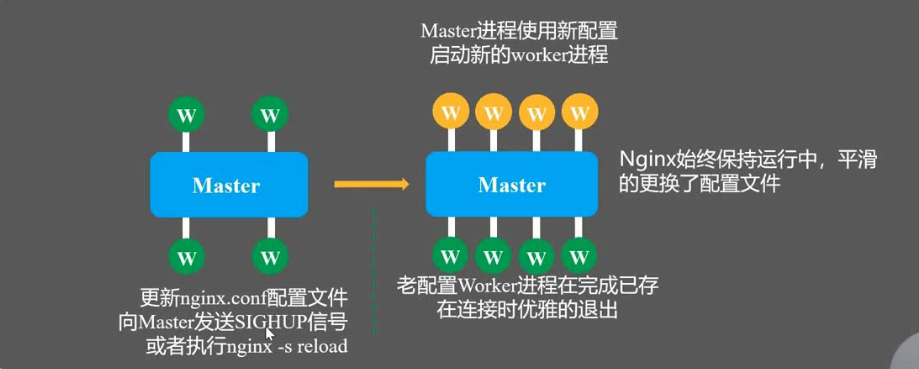 Master进程使用新配置
启动新的worker进程
W W
W W W W
Master
Master
Nginx始终保持运行中，平滑
的更换了配置文件
W W
W W W W
更新nginx.conf配置文件
向Master发送SIGHUP信号
或者执行nginx -s reload
老配置Worker进程在完成已存
在连接时优雅的退出